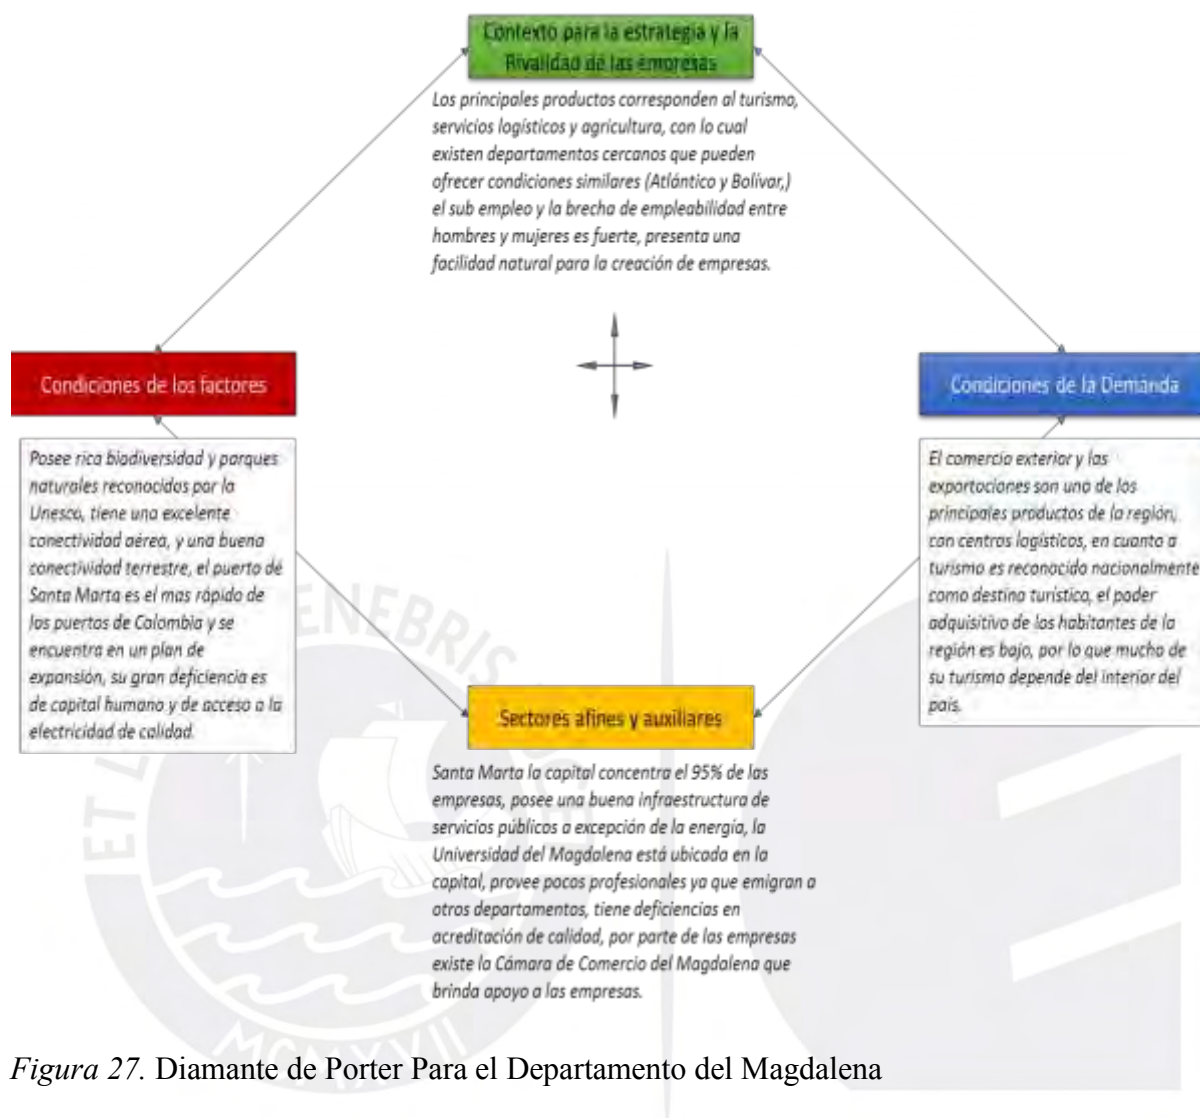 Contexto para la estrategia y la
Rivalidad de las empresas
Los principales productos corresponden al turismo,
servicios logísticos y agricultura, con lo cual
existen departamentos cercanos que pueden
ofrecer condiciones similares (Atlántico y Bolívar,)
el sub empleo y la brecha de empleabilidad entre
hombres y mujeres es fuerte, presenta una
facilidad natural para la creación de empresas.
Condiciones de los factores
Posee rica biodiversidad y parques
naturales reconocidos por la
Unesco, tiene una excelente
conectividad aérea, y una buena
conectividad terrestre, el puerto de
Santa Marta es el mas rápido de
los puertos de Colombia y se
encuentra en un plan de
expansión, su gran deficiencia es
de capital humano y de acceso a la
electricidad de calidad.
Condiciones de la Demanda
El comercio exterior y las
exportaciones son uno de los
principales productos de la región,
con centros logísticos, en cuanto a
turismo es reconocido nacionalmente
como destino turístico, el poder
adquisitivo de los habitantes de la
región es bajo, por lo que mucho de
su turismo depende del interior del
país.
Sectores afines y auxiliares
Santa Marta la capital concentra el 95% de las
empresas, posee una buena infraestructura de
servicios públicos a excepción de la energía, la
Universidad del Magdalena está ubicada en la
capital, provee pocos profesionales ya que emigran a
otros departamentos, tiene deficiencias en
acreditación de calidad, por parte de las empresas
existe la Cámara de Comercio del Magdalena que
brinda apoyo a las empresas.
ENEBRIS
ET L
MCMXVII
Figura 27. Diamante de Porter Para el Departamento del Magdalena